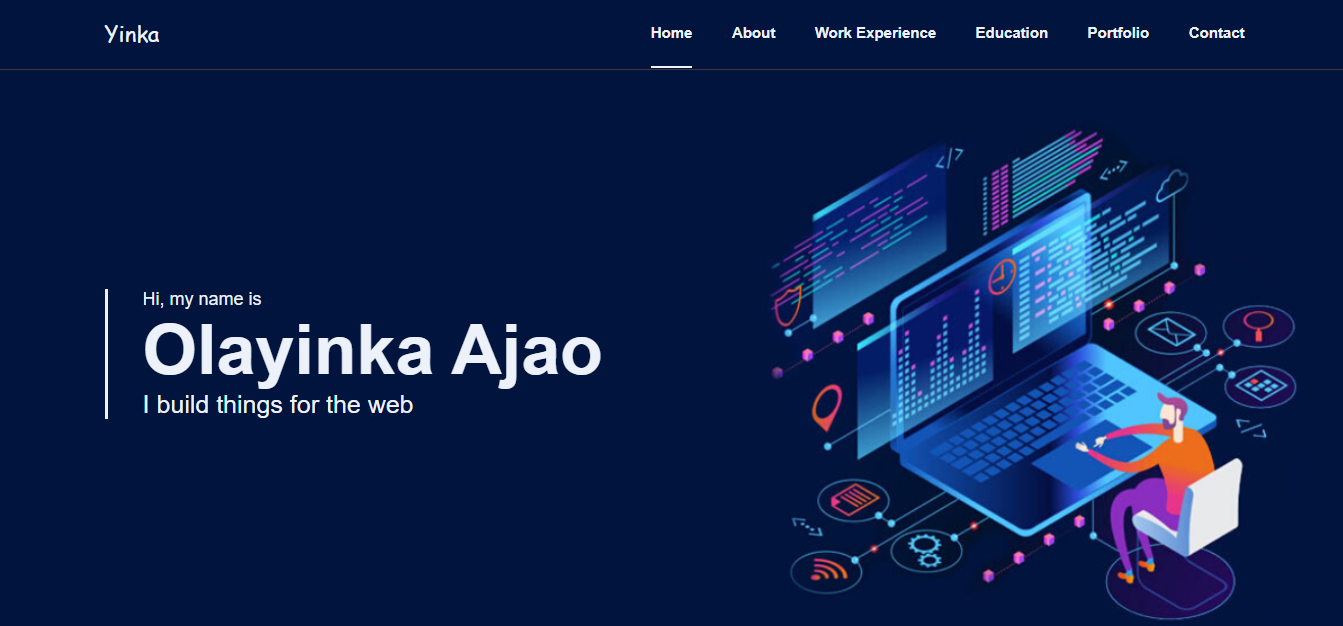 Yinka
Home About Work Experience Education Portfolio Contact
Hi, my name is
Olayinka Ajao
I build things for the web